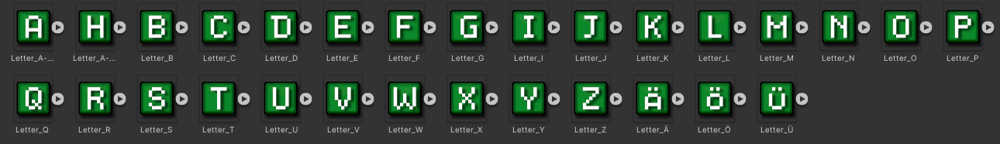 A H B C D E F G I J K L M N O P
Letter_A-... Letter_A-... Letter_B Letter_C Letter_D Letter_E Letter_F Letter_G Letter_I Letter_J Letter_K Letter_L Letter_M Letter_N Letter_O Letter_P
Q R S T U V W X Y Z ä ö ü
Letter_Q Letter_R Letter_S Letter_T Letter_U Letter_V Letter_W Letter_X Letter_Y Letter_Z Letter_Ä Letter_Ö Letter_Ü